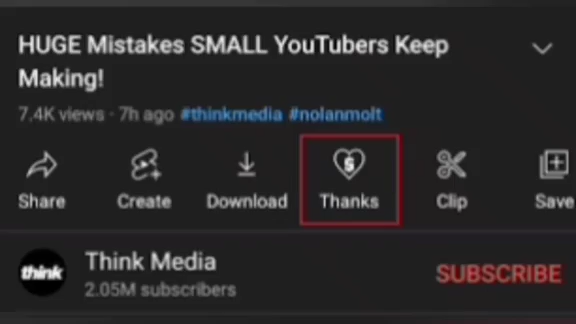 HUGE Mistakes SMALL YouTubers Keep
Making!
7.4K views · 7h ago #thinkmedia #nolanmolt
Share Create Download Thanks Clip Save
think Think Media
2.05M subscribers
SUBSCRIBE